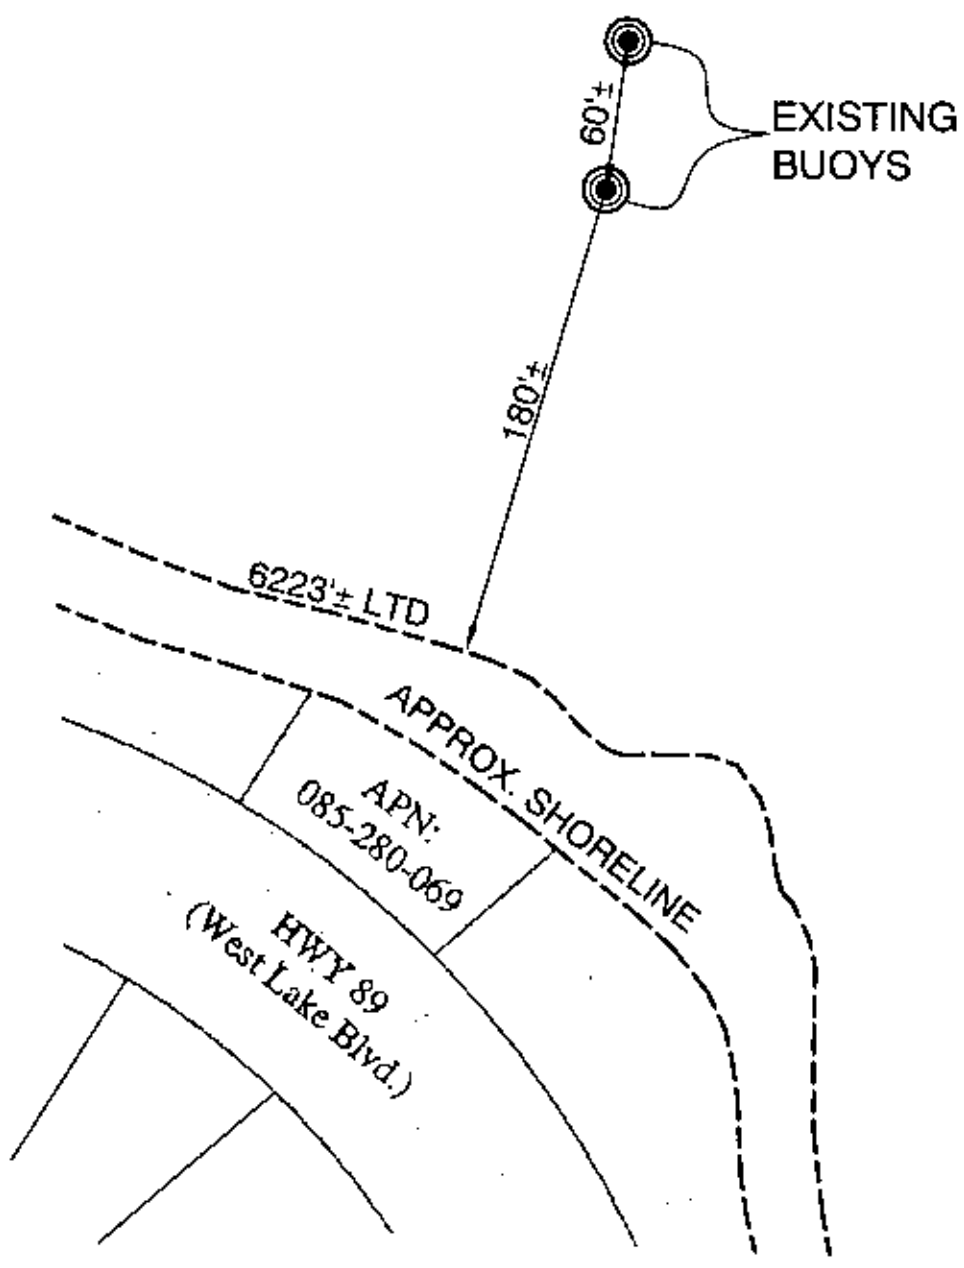 60'±
EXISTING
BUOYS
180'±
6223'± LTD
APPROX. SHORELINE
APN:
085-280-069
HWY 89
(West Lake Blvd.)